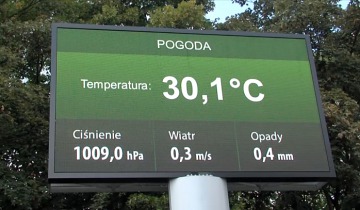 POGODA
Temperatura: 30,1°C
Ciśnienie Wiatr Opady
1009,0 hPa 0,3 m/s 0,4 mm